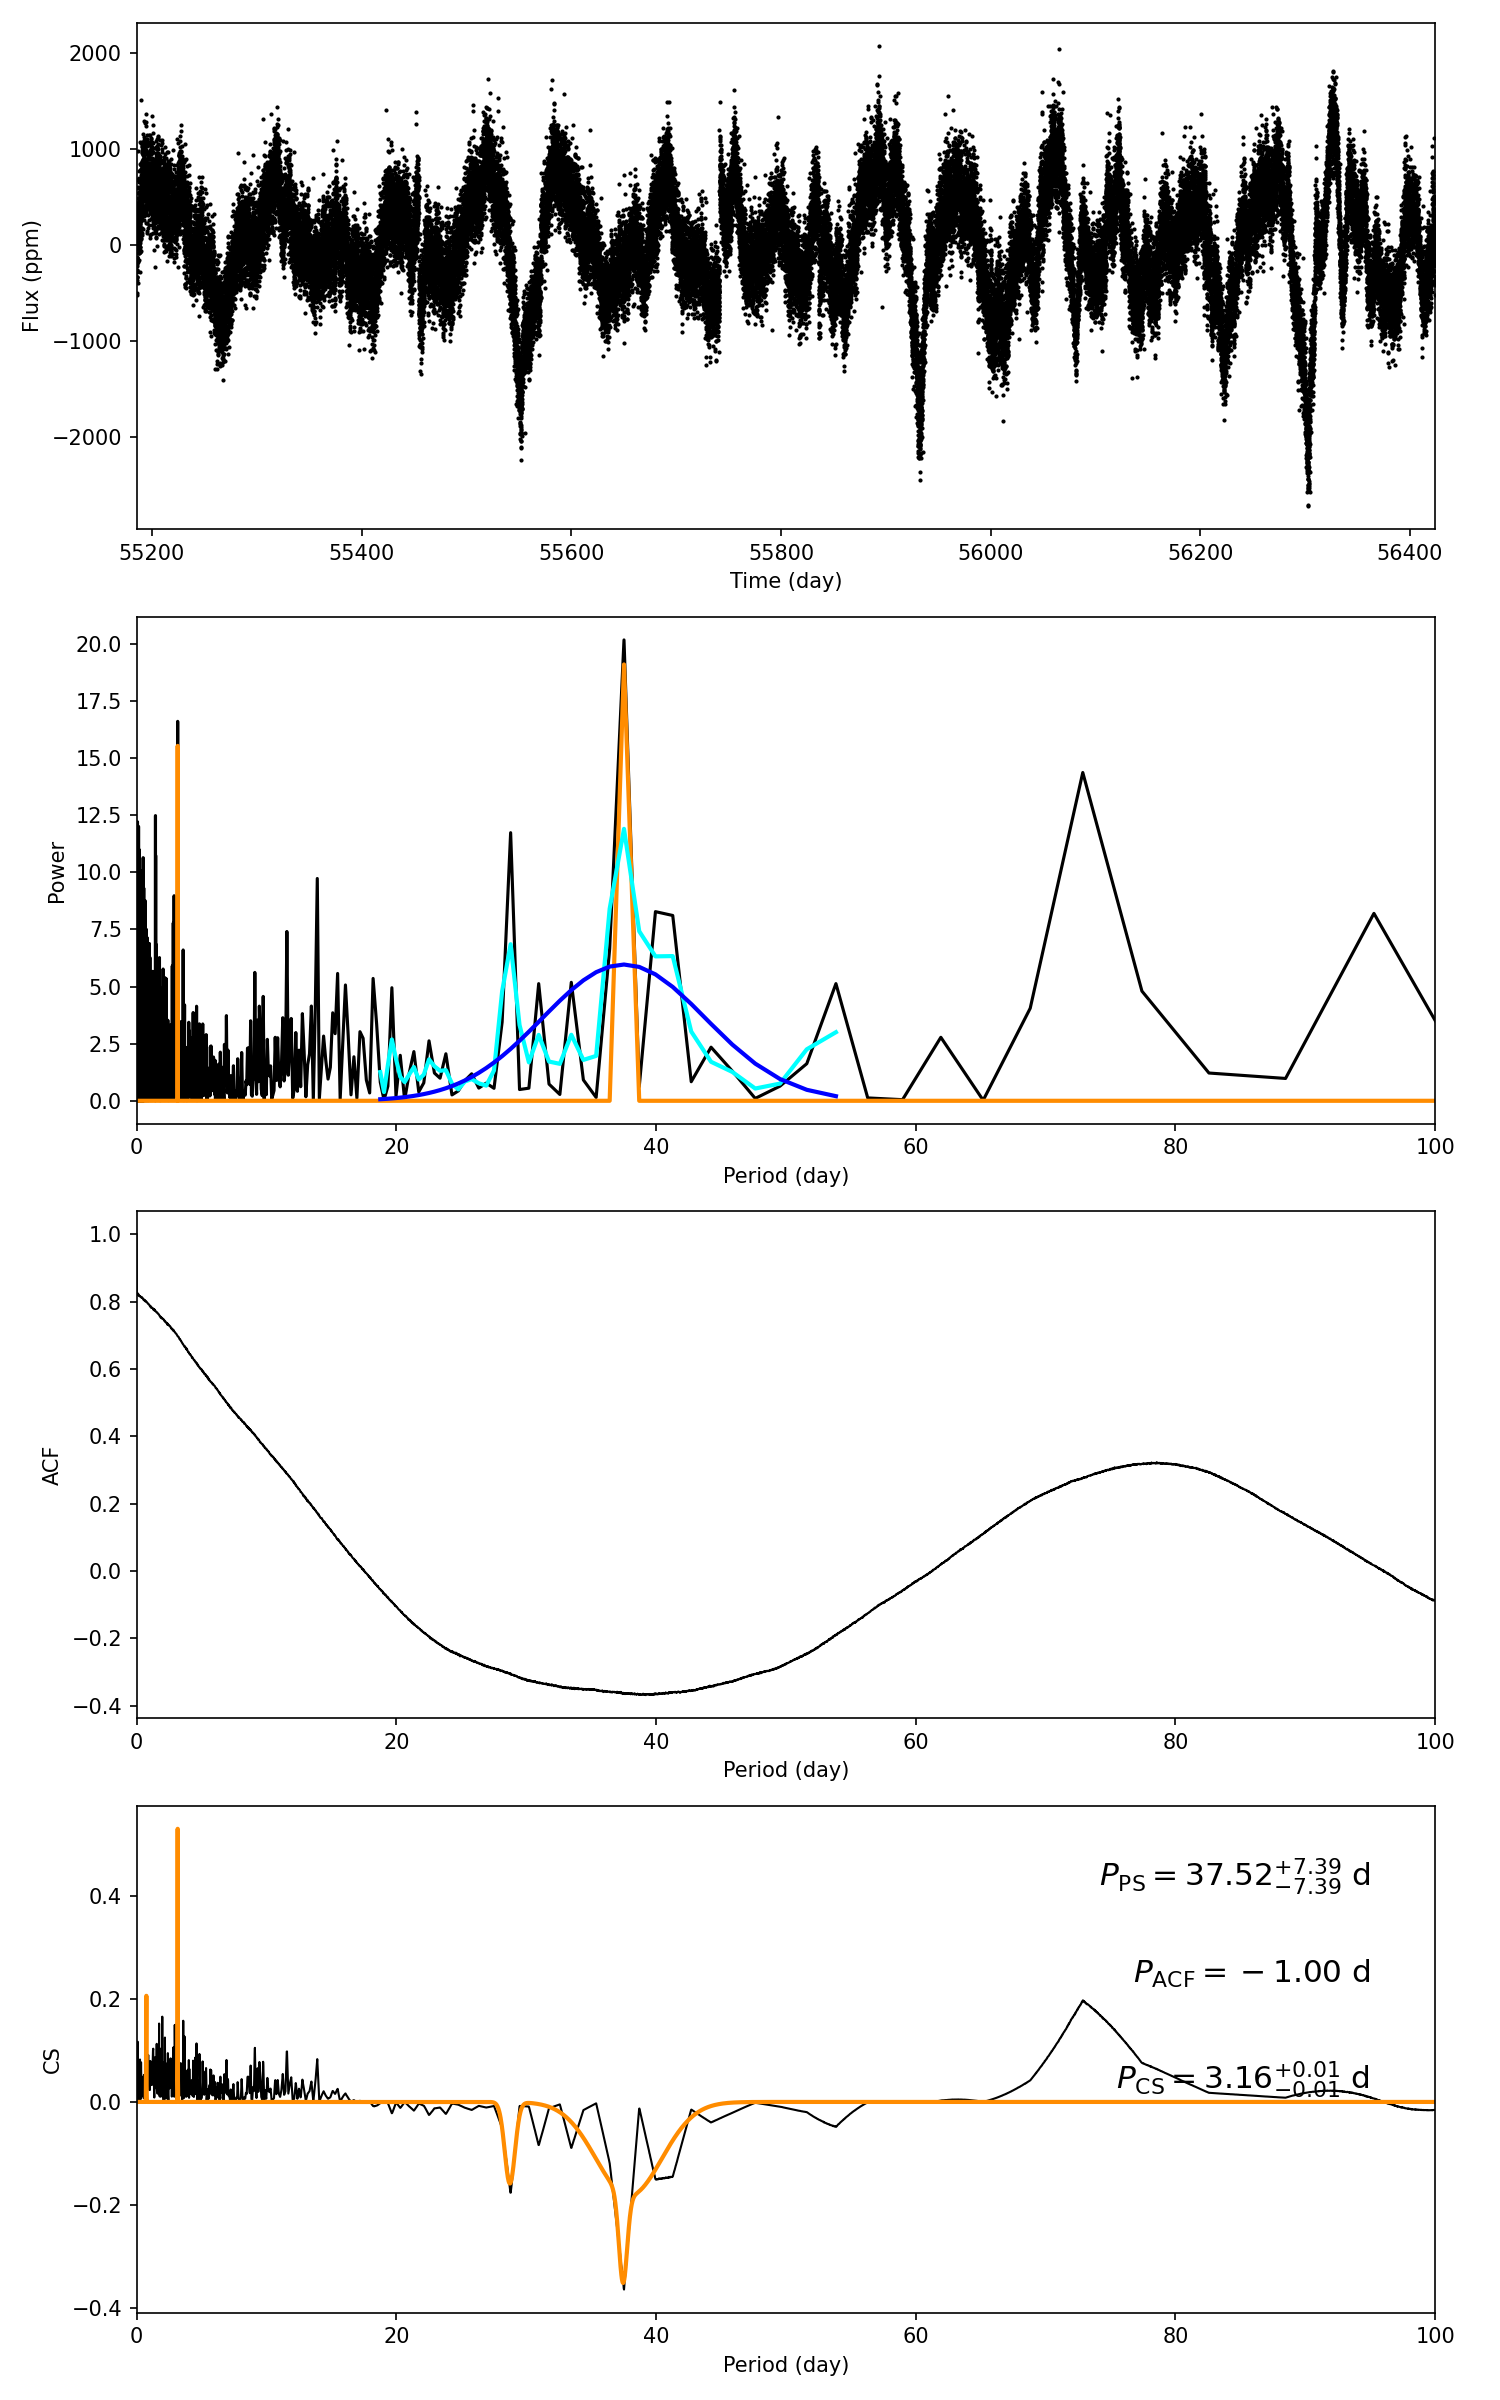 2000
1000
0
−1000
−2000
Flux (ppm)
55200 55400 55600 55800 56000 56200 56400
Time (day)
20.0
17.5
15.0
12.5
10.0
7.5
5.0
2.5
0.0
Power
0 20 40 60 80 100
Period (day)
1.0
0.8
0.6
0.4
0.2
0.0
−0.2
−0.4
ACF
0 20 40 60 80 100
Period (day)
P_PS = 37.52^{+7.39}_{−7.39} d
P_ACF = −1.00 d
P_CS = 3.16^{+0.01}_{−0.01} d
0.4
0.2
0.0
−0.2
−0.4
CS
0 20 40 60 80 100
Period (day)